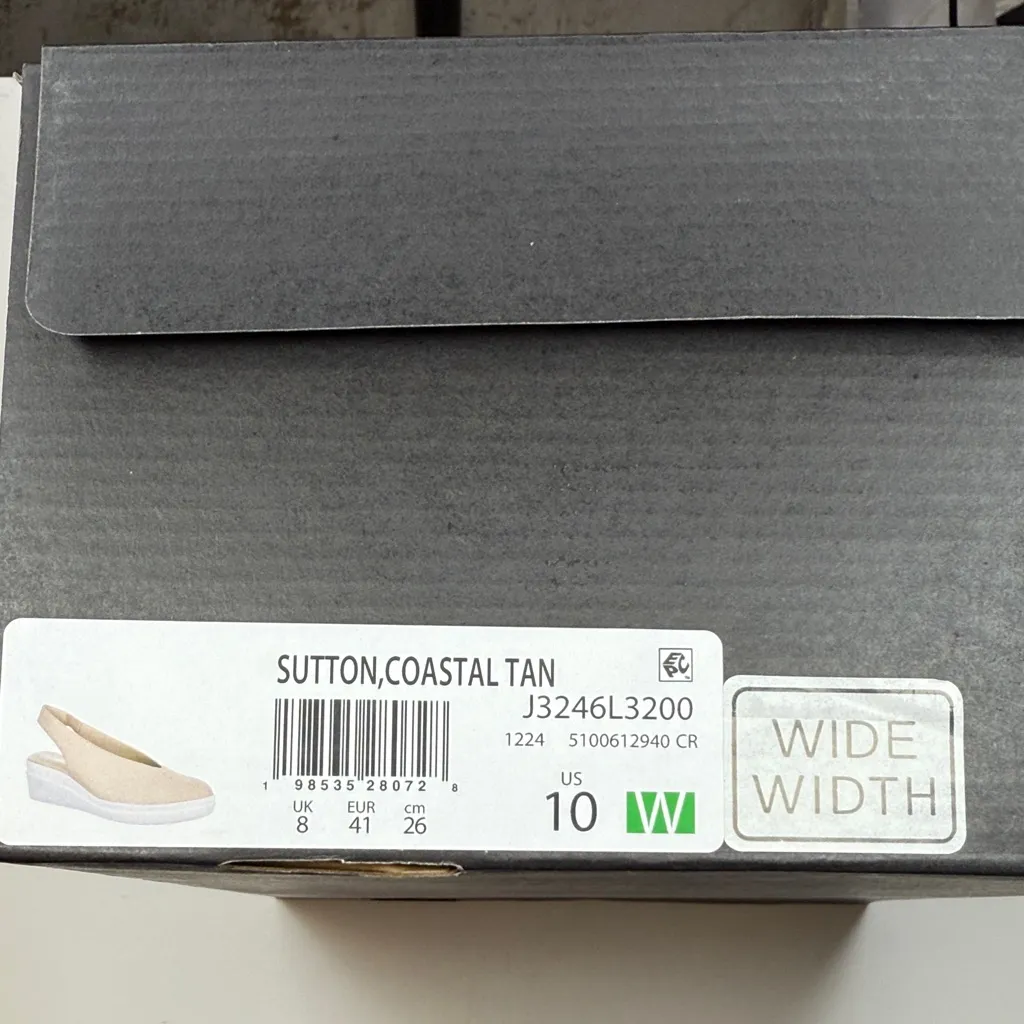 SUTTON,COASTAL TAN
EPC
J3246L3200
1224 5100612940 CR
1 98535 28072 8
UK EUR cm
8 41 26
US
10 W
WIDE
WIDTH